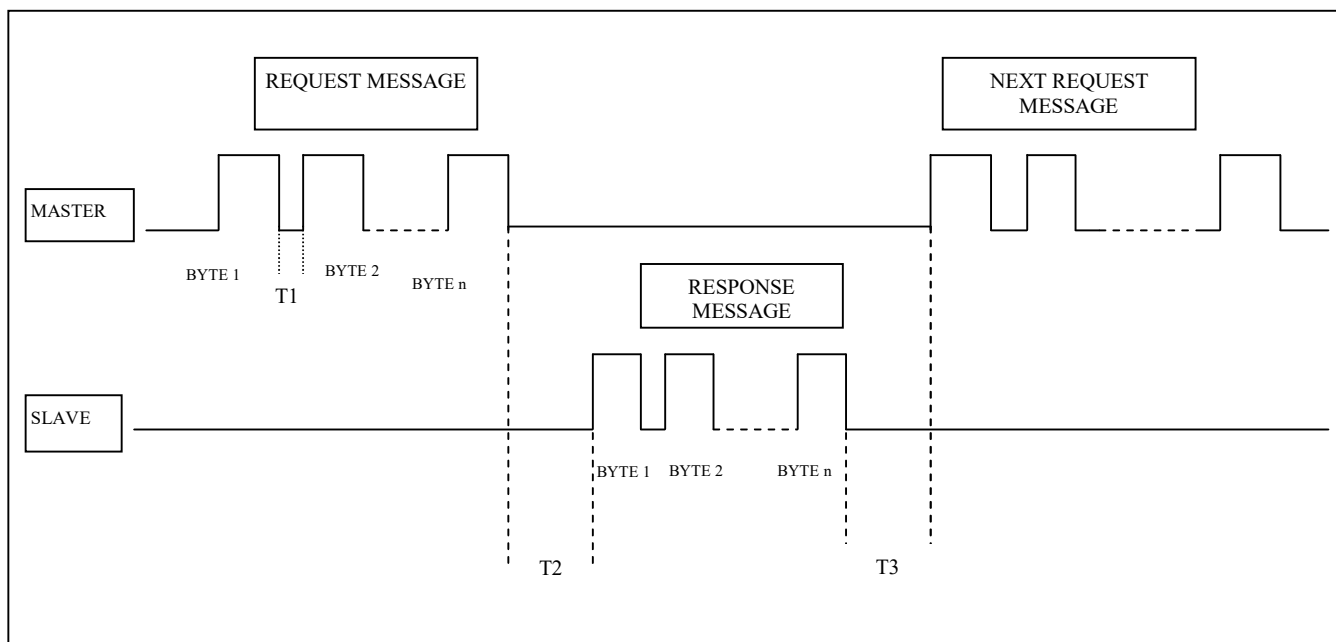 REQUEST MESSAGE
NEXT REQUEST
MESSAGE
MASTER
BYTE 1
T1
BYTE 2
BYTE n
RESPONSE
MESSAGE
SLAVE
BYTE 1
BYTE 2
BYTE n
T2
T3